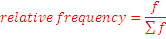 relative frequency = f / Σf